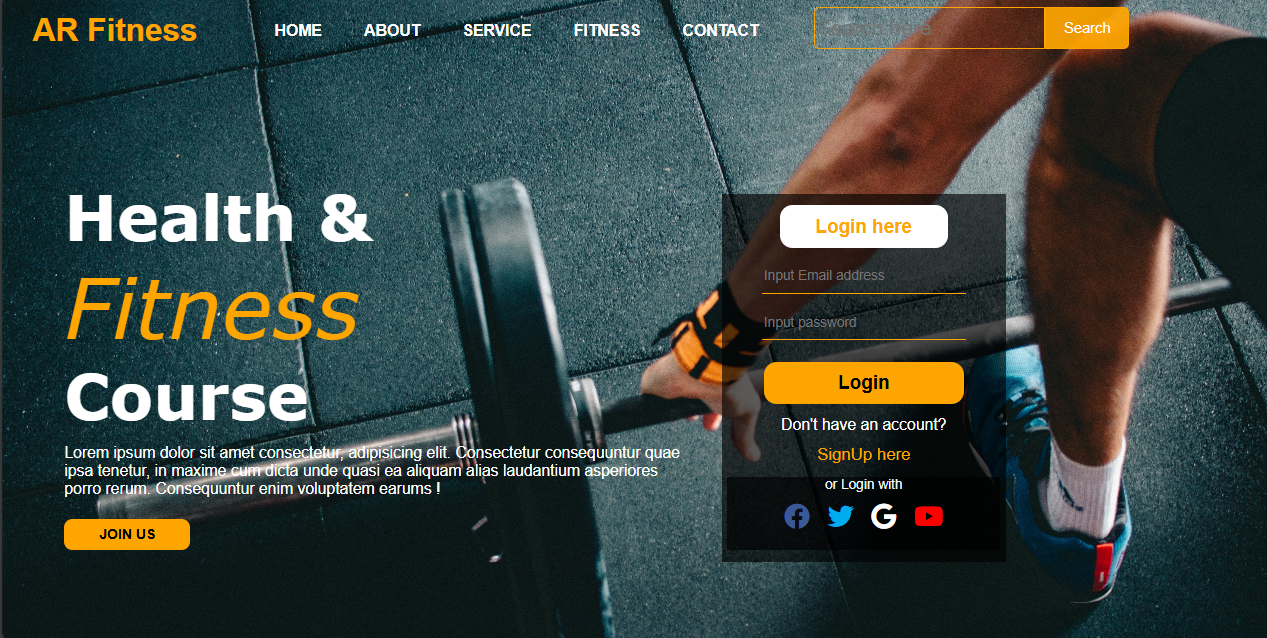 AR Fitness
HOME ABOUT SERVICE FITNESS CONTACT
Search
Health &
Fitness
Course
Lorem ipsum dolor sit amet consectetur, adipisicing elit. Consectetur consequuntur quae
ipsa tenetur, in maxime cum dicta unde quasi ea aliquam alias laudantium asperiores
porro rerum. Consequuntur enim voluptatem earums !
JOIN US
Login here
Input Email address
Input password
Login
Don't have an account?
SignUp here
or Login with